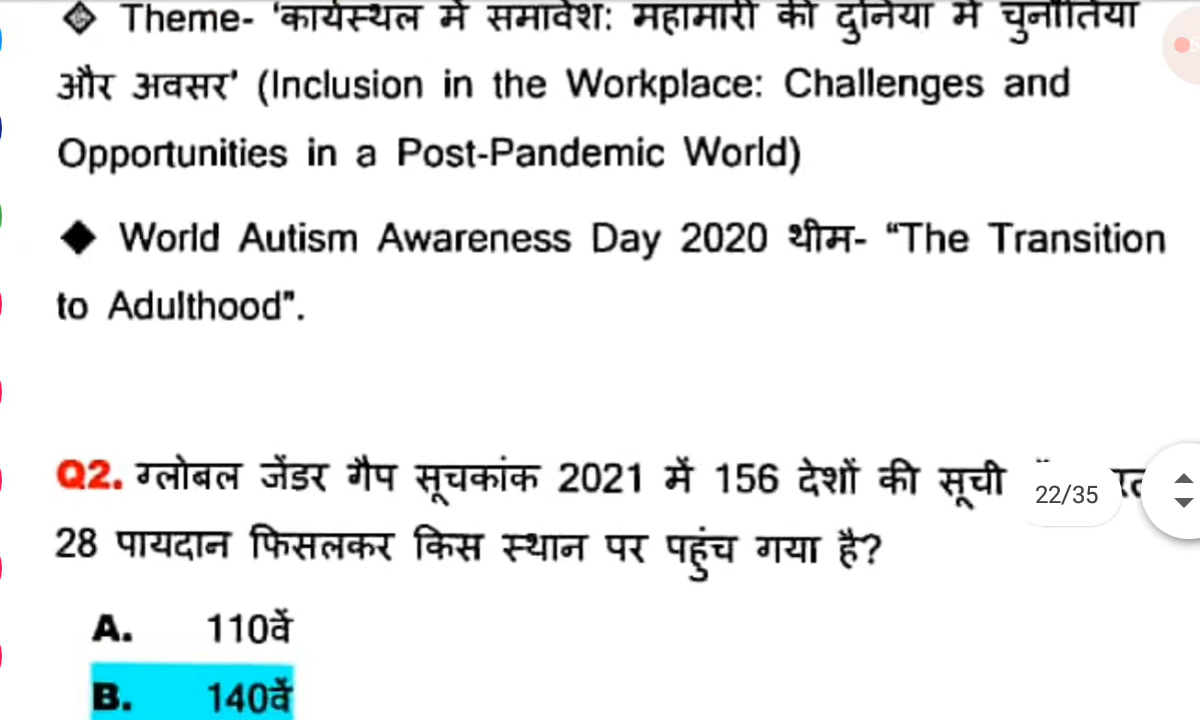 Theme- 'कार्यस्थल में समावेश: महामारी की दुनिया में चुनौतियां
और अवसर' (Inclusion in the Workplace: Challenges and
Opportunities in a Post-Pandemic World)
◆ World Autism Awareness Day 2020 थीम- “The Transition
to Adulthood”.
Q2. ग्लोबल जेंडर गैप सूचकांक 2021 में 156 देशों की सूची
22/35
28 पायदान फिसलकर किस स्थान पर पहुंच गया है?
A. 110वें
B. 140वें